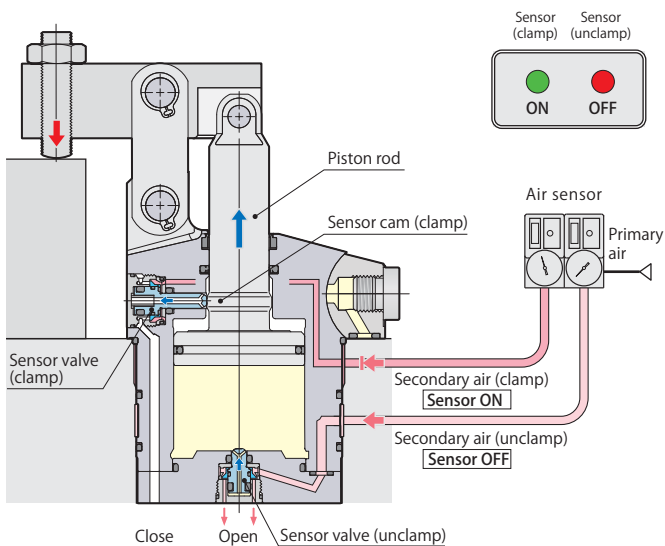 Sensor
(clamp)
Sensor
(unclamp)
ON
OFF
Piston rod
Air sensor
Sensor cam (clamp)
Primary
air
Sensor valve
(clamp)
Secondary air (clamp)
Sensor ON
Secondary air (unclamp)
Sensor OFF
Close
Open
Sensor valve (unclamp)